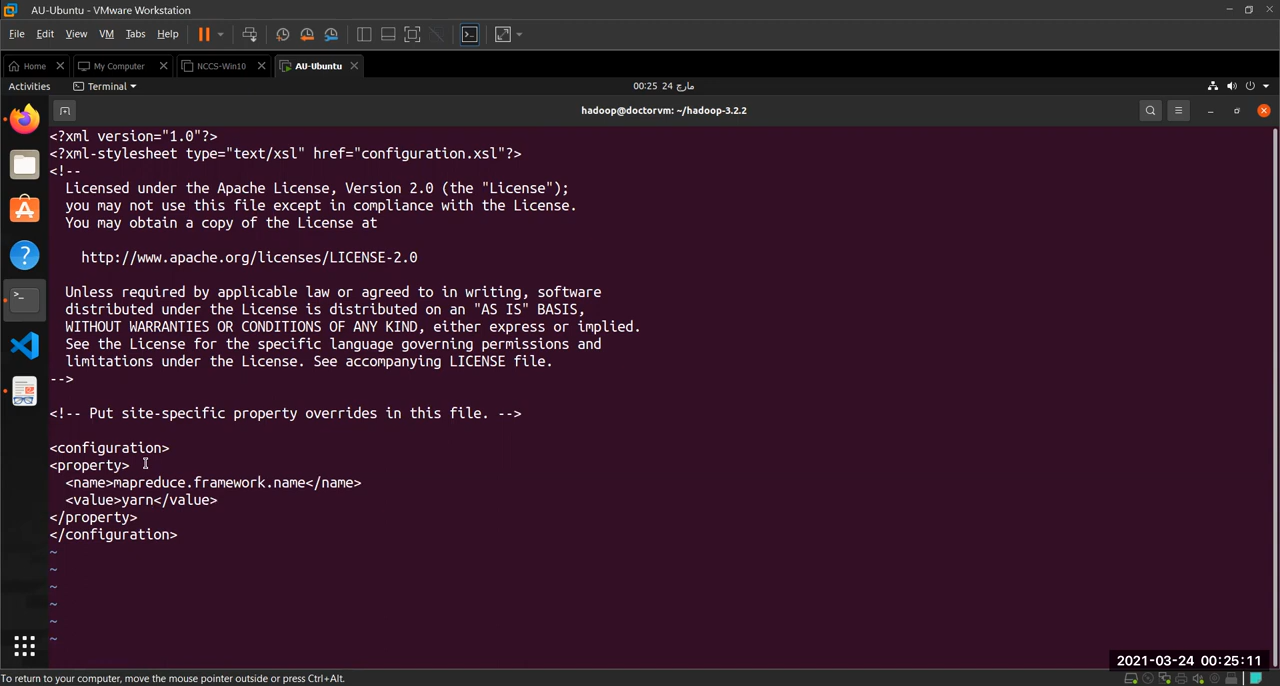 AU-Ubuntu - VMware Workstation
File Edit View VM Tabs Help
Home My Computer NCCS-Win10 AU-Ubuntu
Activities Terminal 00:25 24 مارچ
hadoop@doctorvm: ~/hadoop-3.2.2
<?xml version="1.0"?>
<?xml-stylesheet type="text/xsl" href="configuration.xsl"?>
<!--
Licensed under the Apache License, Version 2.0 (the "License");
you may not use this file except in compliance with the License.
You may obtain a copy of the License at
http://www.apache.org/licenses/LICENSE-2.0
Unless required by applicable law or agreed to in writing, software
distributed under the License is distributed on an "AS IS" BASIS,
WITHOUT WARRANTIES OR CONDITIONS OF ANY KIND, either express or implied.
See the License for the specific language governing permissions and
limitations under the License. See accompanying LICENSE file.
-->
<!-- Put site-specific property overrides in this file. -->
<configuration>
<property>
<name>mapreduce.framework.name</name>
<value>yarn</value>
</property>
</configuration>
~
~
~
~
~
~
2021-03-24 00:25:11
To return to your computer, move the mouse pointer outside or press Ctrl+Alt.